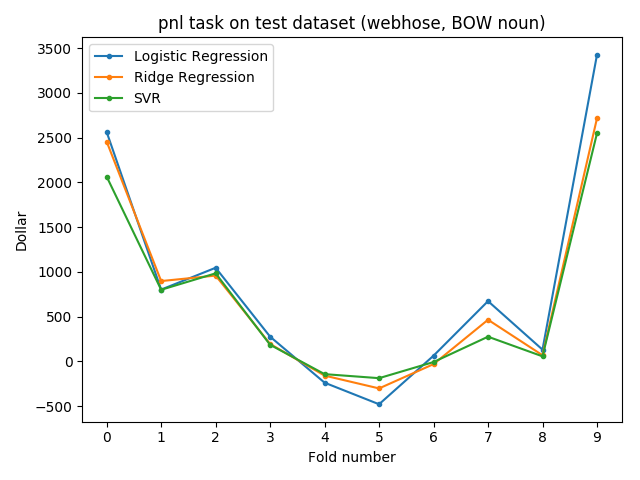 pnl task on test dataset (webhose, BOW noun)
Logistic Regression
Ridge Regression
SVR
3500
3000
2500
2000
1500
1000
500
0
−500
Dollar
0 1 2 3 4 5 6 7 8 9
Fold number